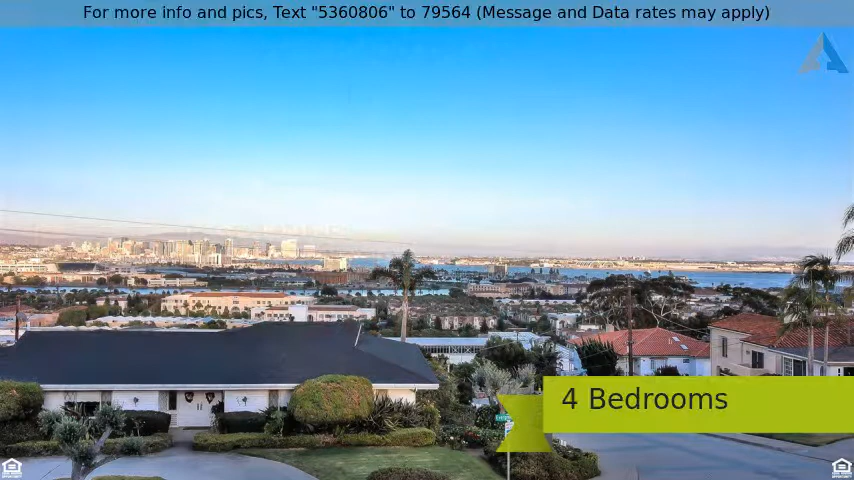 For more info and pics, Text "5360806" to 79564 (Message and Data rates may apply)
4 Bedrooms